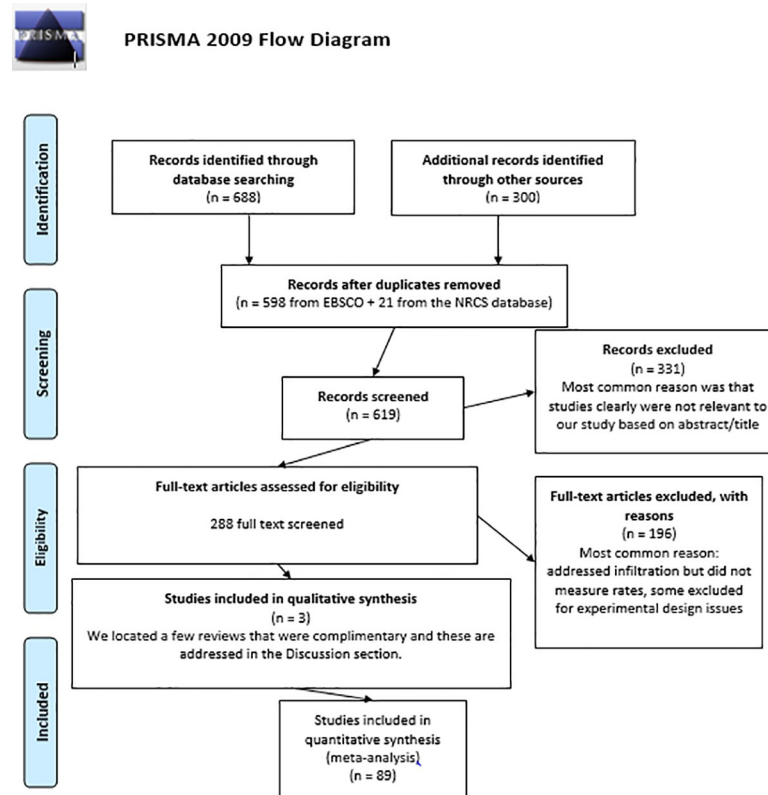 PRISMA
PRISMA 2009 Flow Diagram
Identification
Records identified through
database searching
(n = 688)
Additional records identified
through other sources
(n = 300)
Records after duplicates removed
(n = 598 from EBSCO + 21 from the NRCS database)
Screening
Records screened
(n = 619)
Records excluded
(n = 331)
Most common reason was that
studies clearly were not relevant to
our study based on abstract/title
Eligibility
Full-text articles assessed for eligibility
288 full text screened
Full-text articles excluded, with
reasons
(n = 196)
Most common reason:
addressed infiltration but did not
measure rates, some excluded
for experimental design issues
Studies included in qualitative synthesis
(n = 3)
We located a few reviews that were complimentary and these are
addressed in the Discussion section.
Included
Studies included in
quantitative synthesis
(meta-analysis)
(n = 89)